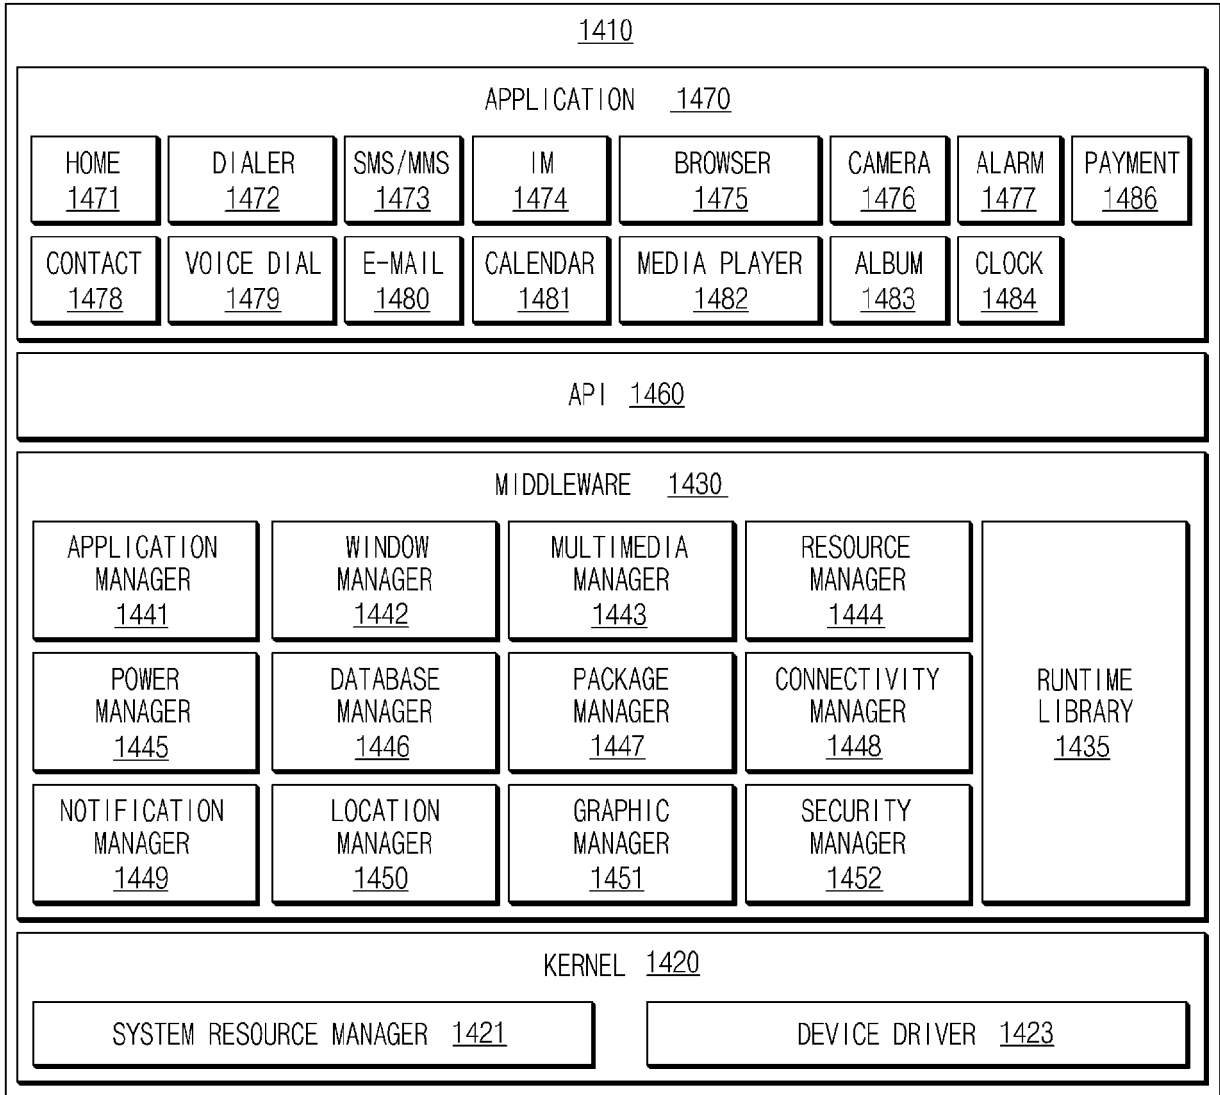 1410
APPLICATION 1470
HOME
1471
DIALER
1472
SMS/MMS
1473
IM
1474
BROWSER
1475
CAMERA
1476
ALARM
1477
PAYMENT
1486
CONTACT
1478
VOICE DIAL
1479
E-MAIL
1480
CALENDAR
1481
MEDIA PLAYER
1482
ALBUM
1483
CLOCK
1484
API 1460
MIDDLEWARE 1430
APPLICATION
MANAGER
1441
WINDOW
MANAGER
1442
MULTIMEDIA
MANAGER
1443
RESOURCE
MANAGER
1444
POWER
MANAGER
1445
DATABASE
MANAGER
1446
PACKAGE
MANAGER
1447
CONNECTIVITY
MANAGER
1448
RUNTIME
LIBRARY
1435
NOTIFICATION
MANAGER
1449
LOCATION
MANAGER
1450
GRAPHIC
MANAGER
1451
SECURITY
MANAGER
1452
KERNEL 1420
SYSTEM RESOURCE MANAGER 1421
DEVICE DRIVER 1423